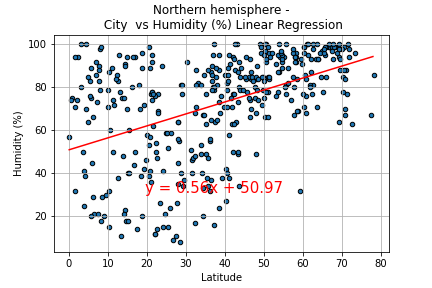 Northern hemisphere -
City  vs Humidity (%) Linear Regression
100
80
60
40
20
Humidity (%)
y = 0.56x + 50.97
0 10 20 30 40 50 60 70 80
Latitude